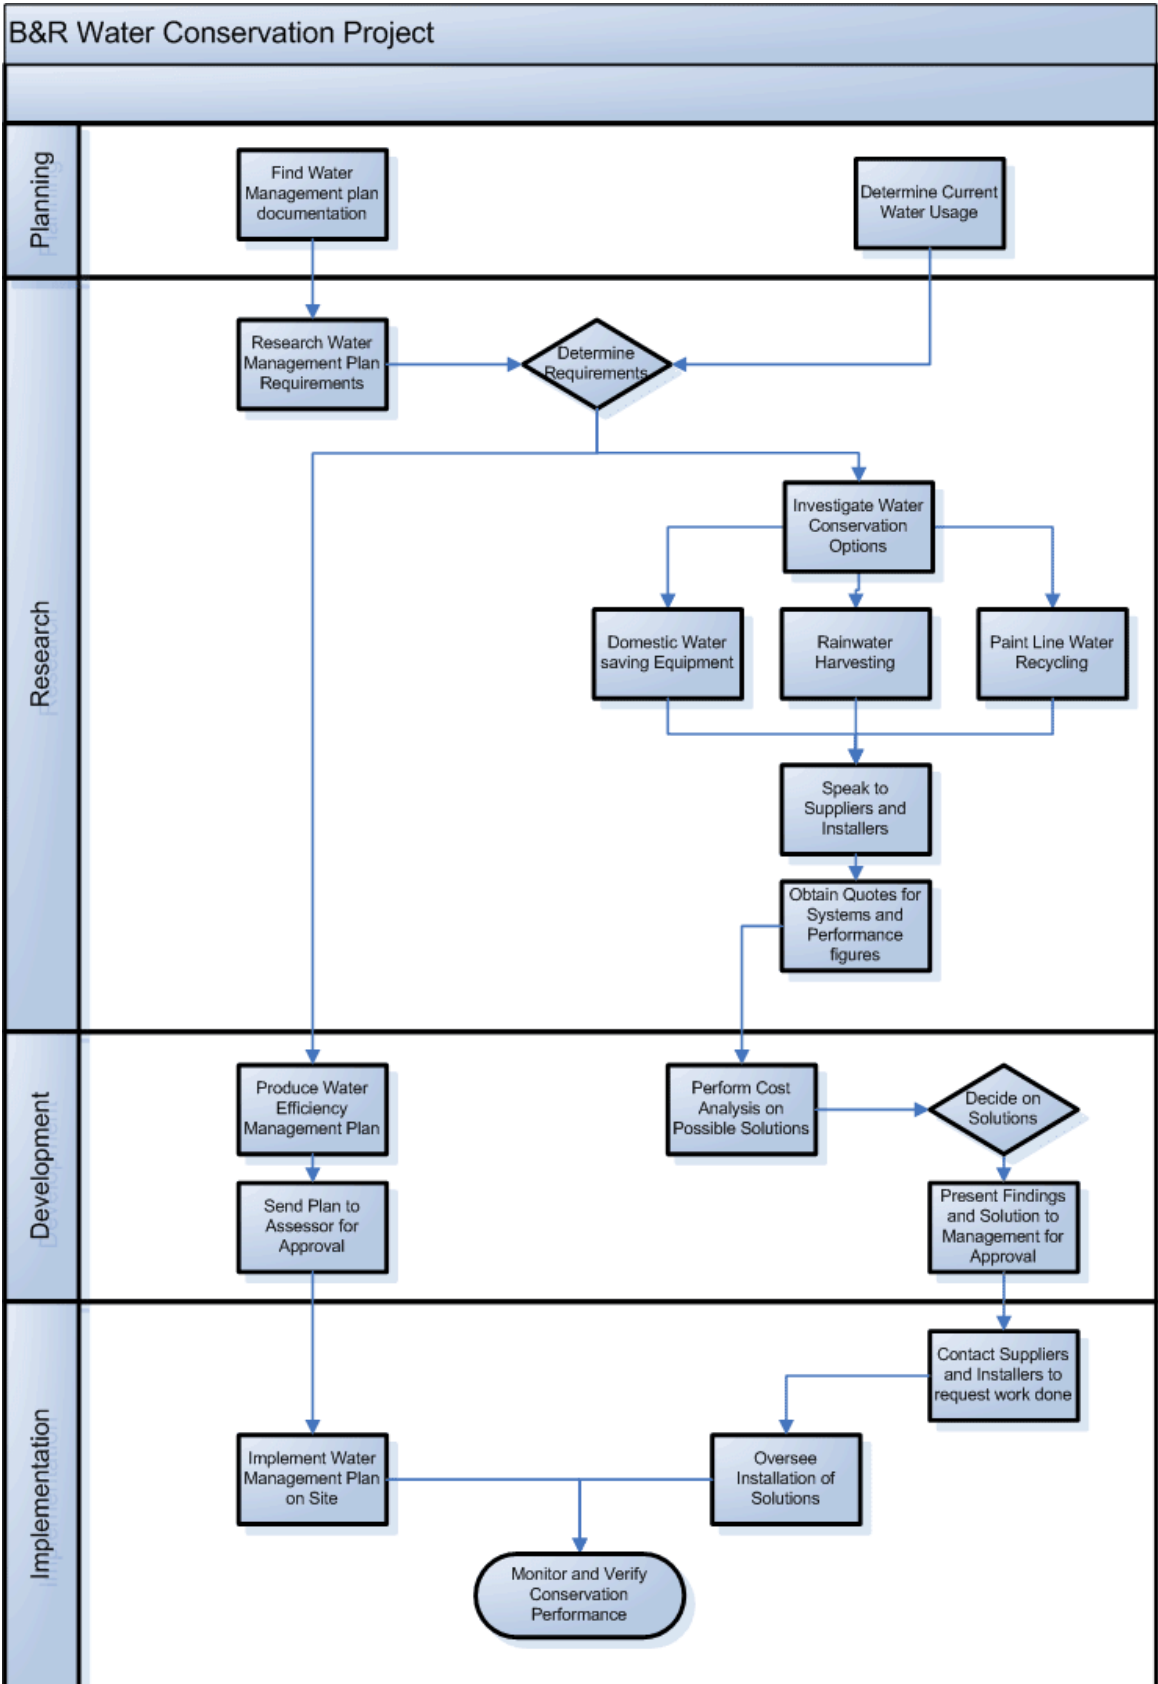 B&R Water Conservation Project
Planning
Find Water
Management plan
documentation
Determine Current
Water Usage
Research
Research Water
Management Plan
Requirements
Determine
Requirements
Investigate Water
Conservation
Options
Domestic Water
saving Equipment
Rainwater
Harvesting
Paint Line Water
Recycling
Speak to
Suppliers and
Installers
Obtain Quotes for
Systems and
Performance
figures
Development
Produce Water
Efficiency
Management Plan
Perform Cost
Analysis on
Possible Solutions
Decide on
Solutions
Send Plan to
Assessor for
Approval
Present Findings
and Solution to
Management for
Approval
Implementation
Contact Suppliers
and Installers to
request work done
Implement Water
Management Plan
on Site
Oversee
Installation of
Solutions
Monitor and Verify
Conservation
Performance